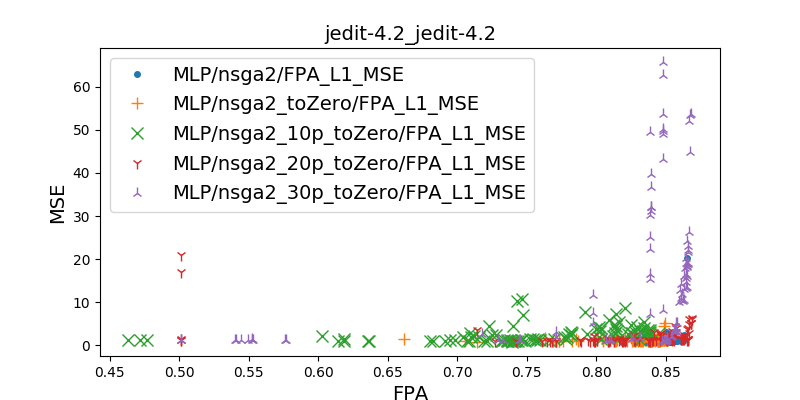 jedit-4.2_jedit-4.2
MLP/nsga2/FPA_L1_MSE
MLP/nsga2_toZero/FPA_L1_MSE
MLP/nsga2_10p_toZero/FPA_L1_MSE
MLP/nsga2_20p_toZero/FPA_L1_MSE
MLP/nsga2_30p_toZero/FPA_L1_MSE
MSE
60
50
40
30
20
10
0
0.45 0.50 0.55 0.60 0.65 0.70 0.75 0.80 0.85
FPA